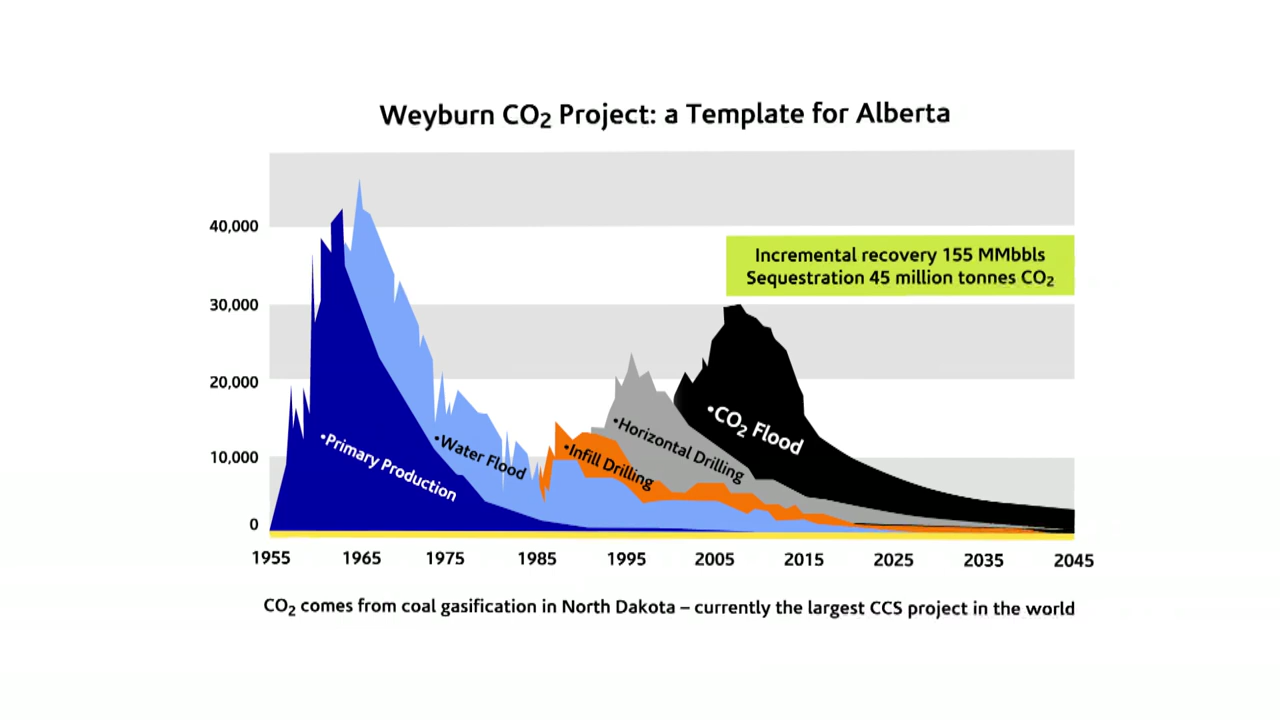 Weyburn CO₂ Project: a Template for Alberta
40,000
Incremental recovery 155 MMbbls
Sequestration 45 million tonnes CO₂
30,000
20,000
•CO₂ Flood
•Horizontal Drilling
•Infill Drilling
•Water Flood
•Primary Production
10,000
0
1955 1965 1975 1985 1995 2005 2015 2025 2035 2045
CO₂ comes from coal gasification in North Dakota – currently the largest CCS project in the world